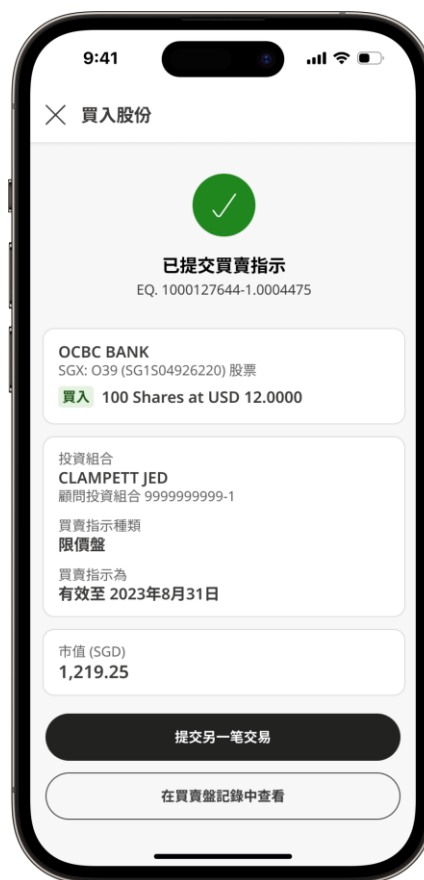 9:41
買入股份
已提交買賣指示
EQ. 1000127644-1.0004475
OCBC BANK
SGX: O39 (SG1S04926220) 股票
買入 100 Shares at USD 12.0000
投資組合
CLAMPETT JED
顧問投資組合 9999999999-1
買賣指示種類
限價盤
買賣指示為
有效至 2023年8月31日
市值 (SGD)
1,219.25
提交另一笔交易
在買賣盤記錄中查看